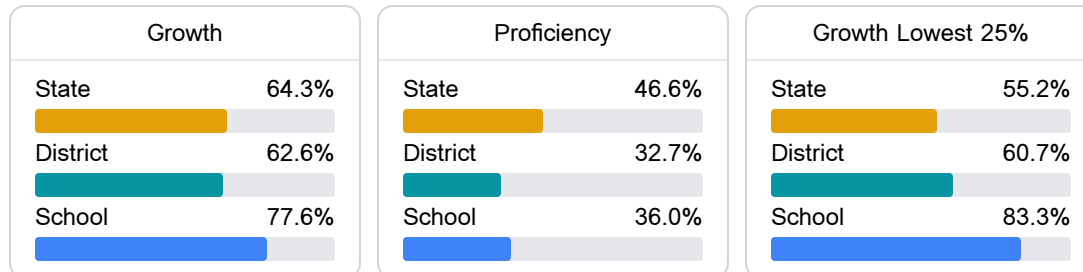 Growth
State 64.3%
District 62.6%
School 77.6%
Proficiency
State 46.6%
District 32.7%
School 36.0%
Growth Lowest 25%
State 55.2%
District 60.7%
School 83.3%